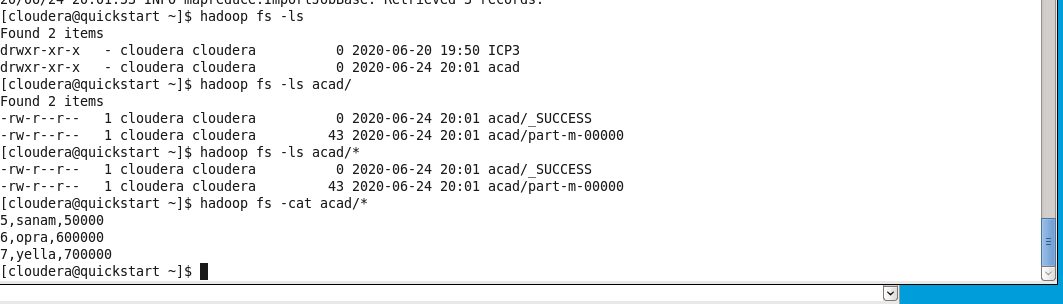 20/06/24 20:01:53 INFO mapreduce.ImportJobBase: Retrieved 3 records.
[cloudera@quickstart ~]$ hadoop fs -ls
Found 2 items
drwxr-xr-x   - cloudera cloudera          0 2020-06-20 19:50 ICP3
drwxr-xr-x   - cloudera cloudera          0 2020-06-24 20:01 acad
[cloudera@quickstart ~]$ hadoop fs -ls acad/
Found 2 items
-rw-r--r--   1 cloudera cloudera          0 2020-06-24 20:01 acad/_SUCCESS
-rw-r--r--   1 cloudera cloudera         43 2020-06-24 20:01 acad/part-m-00000
[cloudera@quickstart ~]$ hadoop fs -ls acad/*
-rw-r--r--   1 cloudera cloudera          0 2020-06-24 20:01 acad/_SUCCESS
-rw-r--r--   1 cloudera cloudera         43 2020-06-24 20:01 acad/part-m-00000
[cloudera@quickstart ~]$ hadoop fs -cat acad/*
5,sanam,50000
6,opra,600000
7,yella,700000
[cloudera@quickstart ~]$